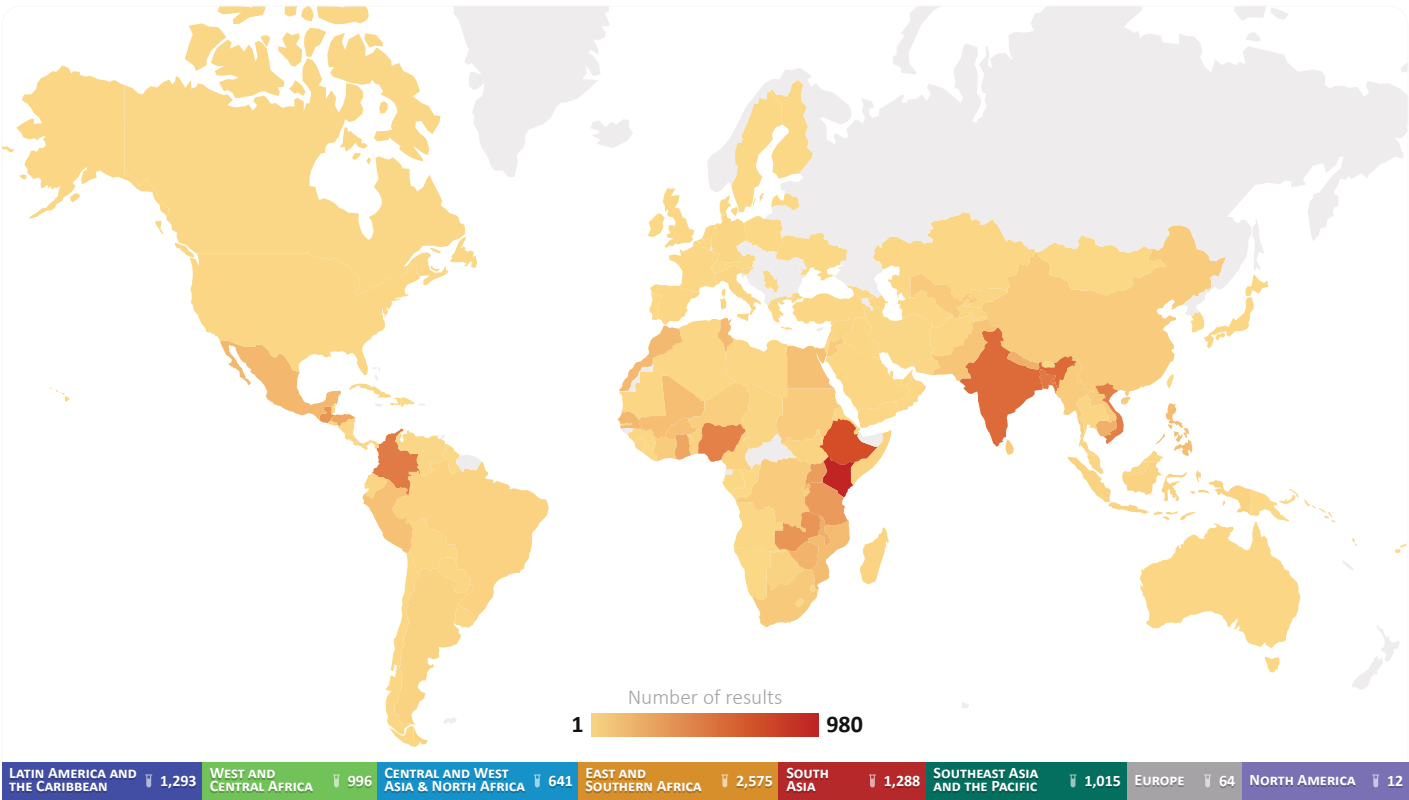 Number of results
1 980
LATIN AMERICA AND
THE CARIBBEAN 1,293
WEST AND
CENTRAL AFRICA 996
CENTRAL AND WEST
ASIA & NORTH AFRICA 641
EAST AND
SOUTHERN AFRICA 2,575
SOUTH
ASIA 1,288
SOUTHEAST ASIA
AND THE PACIFIC 1,015
EUROPE 64
NORTH AMERICA 12